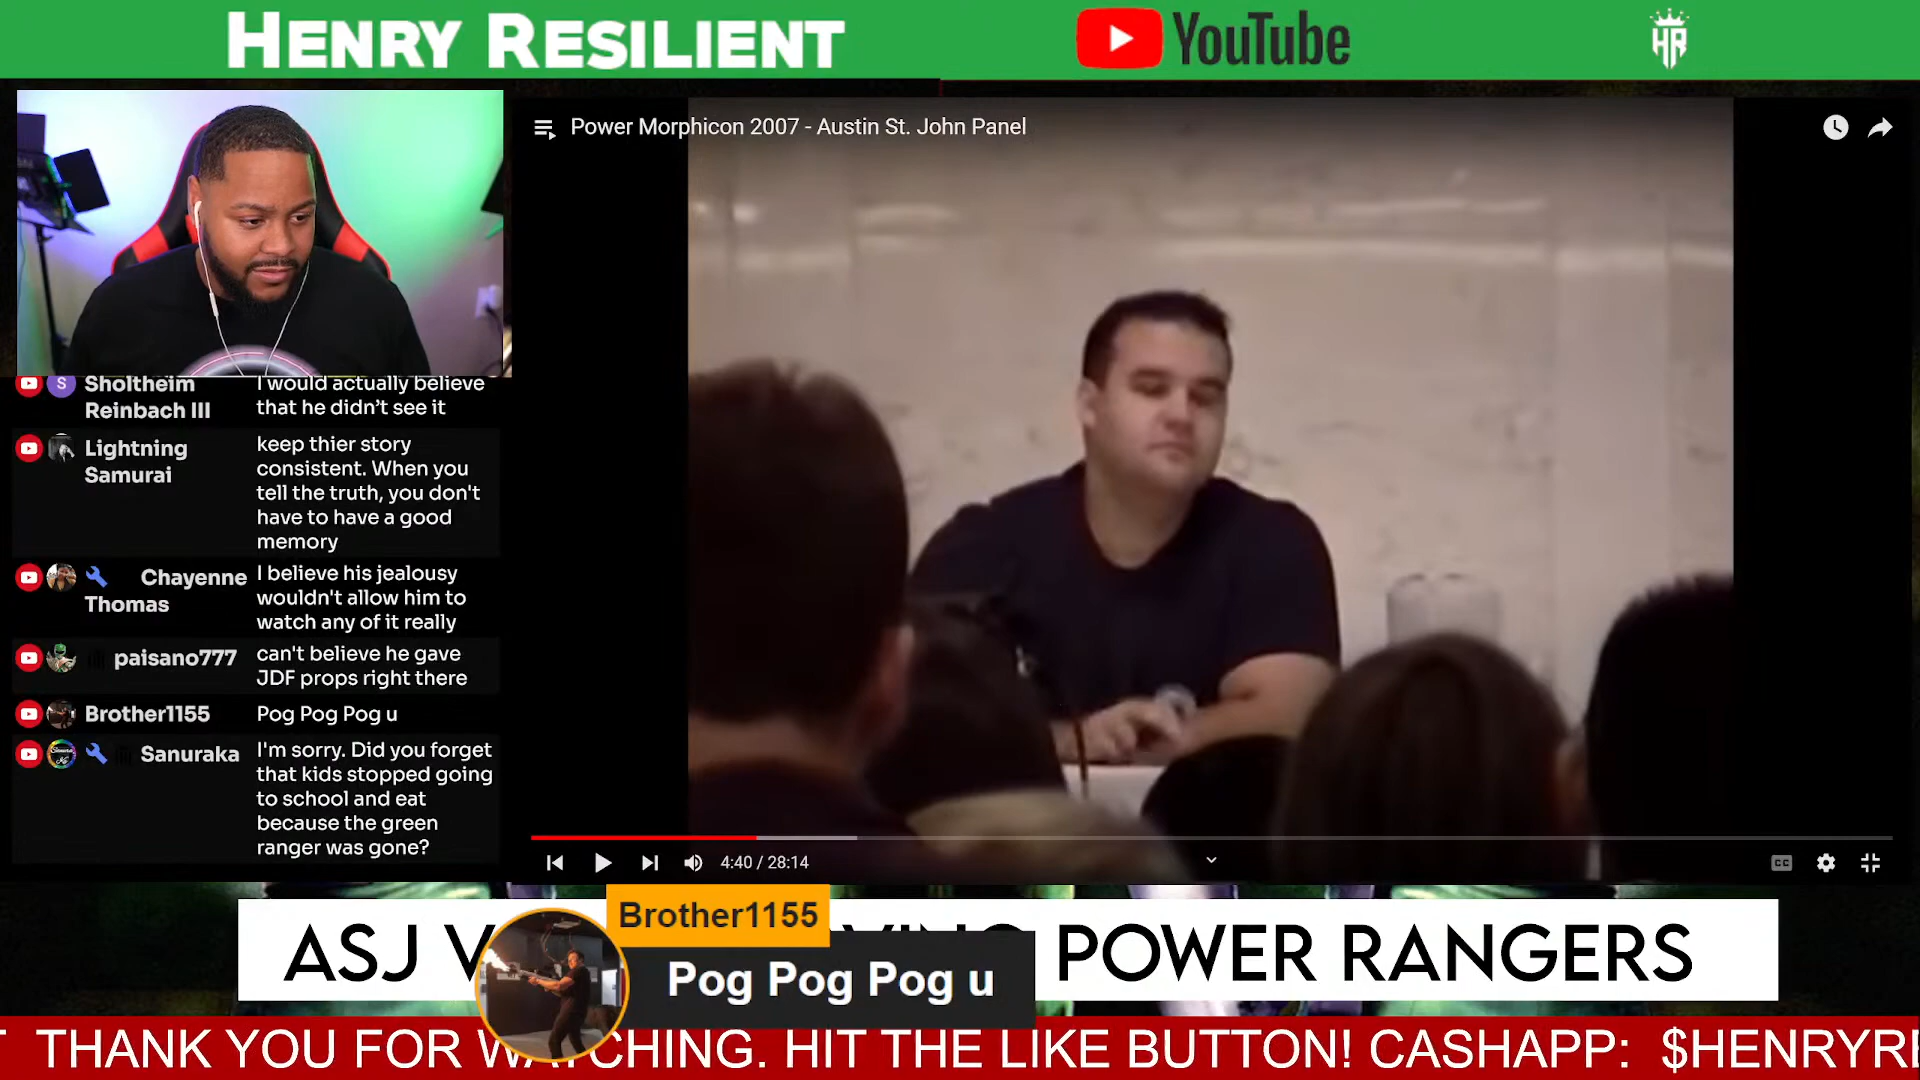 HENRY RESILIENT
YouTube
HR
Power Morphicon 2007 - Austin St. John Panel
Sholtheim Reinbach III
I would actually believe
that he didn't see it
Lightning Samurai
keep thier story
consistent. When you
tell the truth, you don't
have to have a good
memory
Chayenne Thomas
I believe his jealousy
wouldn't allow him to
watch any of it really
paisano777
can't believe he gave
JDF props right there
Brother1155
Pog Pog Pog u
Sanuraka
I'm sorry. Did you forget
that kids stopped going
to school and eat
because the green
ranger was gone?
4:40 / 28:14
CC
Brother1155
Pog Pog Pog u
ASJ POWER RANGERS
THANK YOU FOR WATCHING. HIT THE LIKE BUTTON! CASHAPP: $HENRYRE